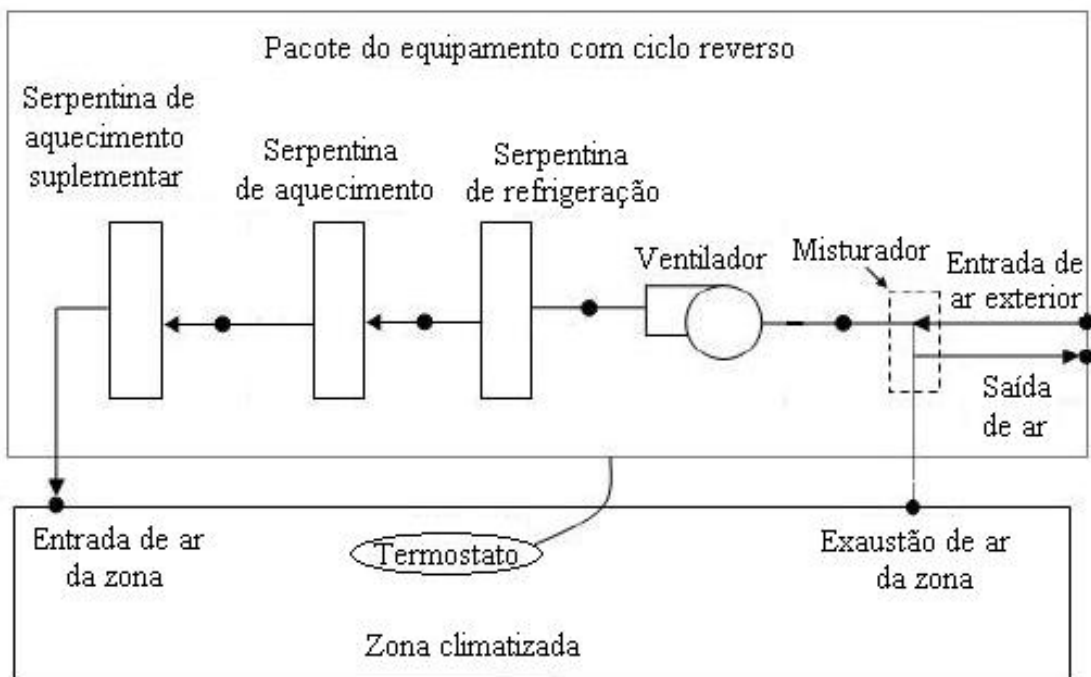 Pacote do equipamento com ciclo reverso
Serpentina de
aquecimento
suplementar
Serpentina
de aquecimento
Serpentina
de refrigeração
Ventilador
Misturador
Entrada de
ar exterior
Saída
de ar
Entrada de ar
da zona
Termostato
Exaustão de ar
da zona
Zona climatizada